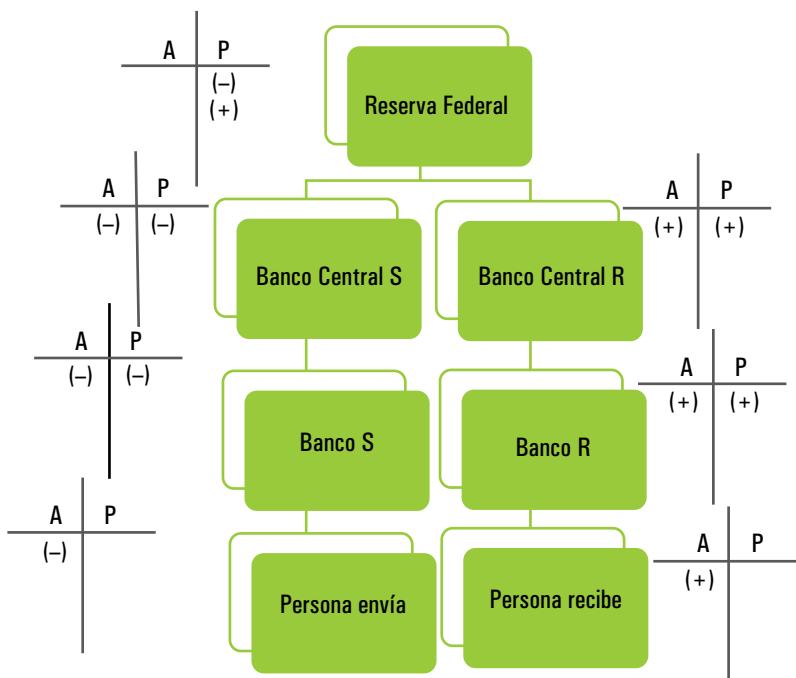 A P
(–)
(+)
Reserva Federal
A P
(–) (–)
Banco Central S
Banco Central R
A P
(+) (+)
A P
(–) (–)
Banco S
Banco R
A P
(+) (+)
A P
(–)
Persona envía
Persona recibe
A P
(+)